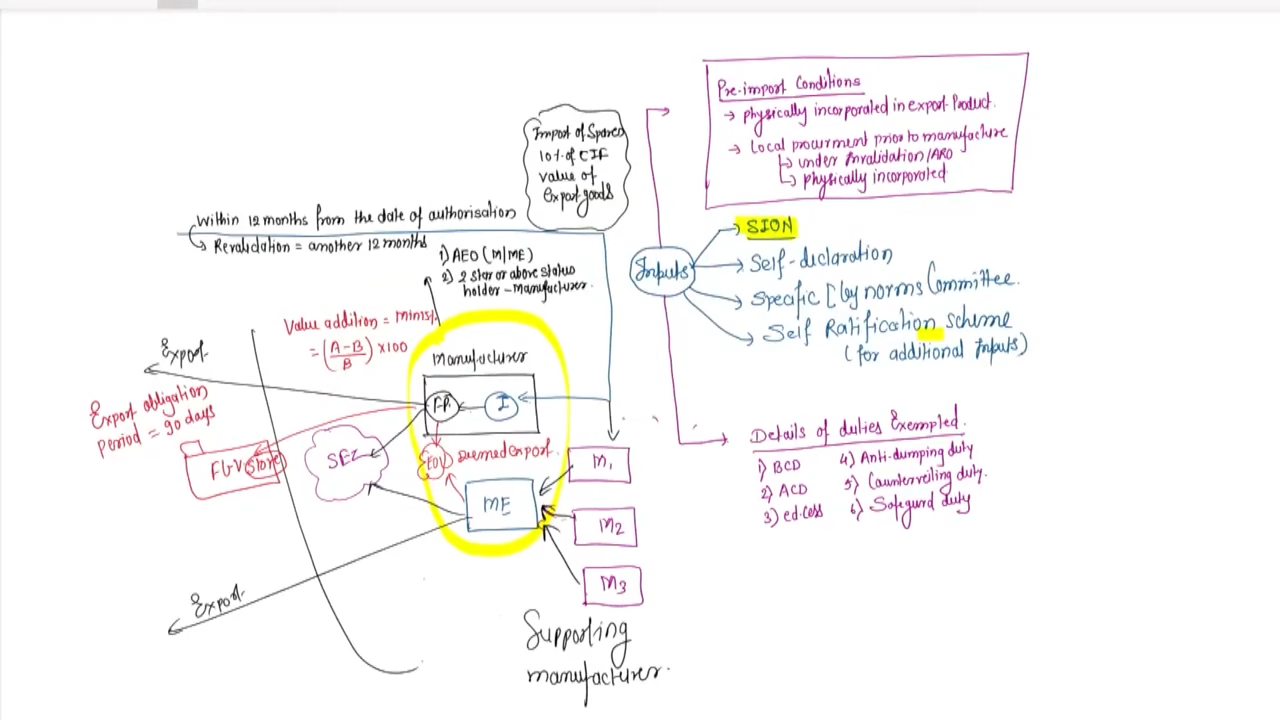 Pre-import Conditions
→ physically incorporated in export Product.
→ Local procurment prior to manufacture
↳ under Invalidation/ARO
↳ physically incorporated
Import of Spares
10% of CIF
value of
Export goods
Within 12 months from the date of authorisation
↳ Revalidation = another 12 months
1) AEO (M/ME)
2) 2 star or above status
holder - Manufacturer.
Inputs
→ SION
→ Self-declaration
→ Specific [by norms Committee.
→ Self Ratification scheme
(for additional Inputs)
Value addition = min 15%
= (A-B/B) × 100
Manufacturer
F.P.
I
Export
Export obligation
Period = 90 days
FGV store
SEZ
EOU
Deemed export.
ME
M1
M2
M3
Export
Supporting
manufacturer.
Details of duties Exempted.
1) BCD
2) ACD
3) ed.cess
4) Anti-dumping duty
5) Counterveiling duty.
6) Safeguard duty